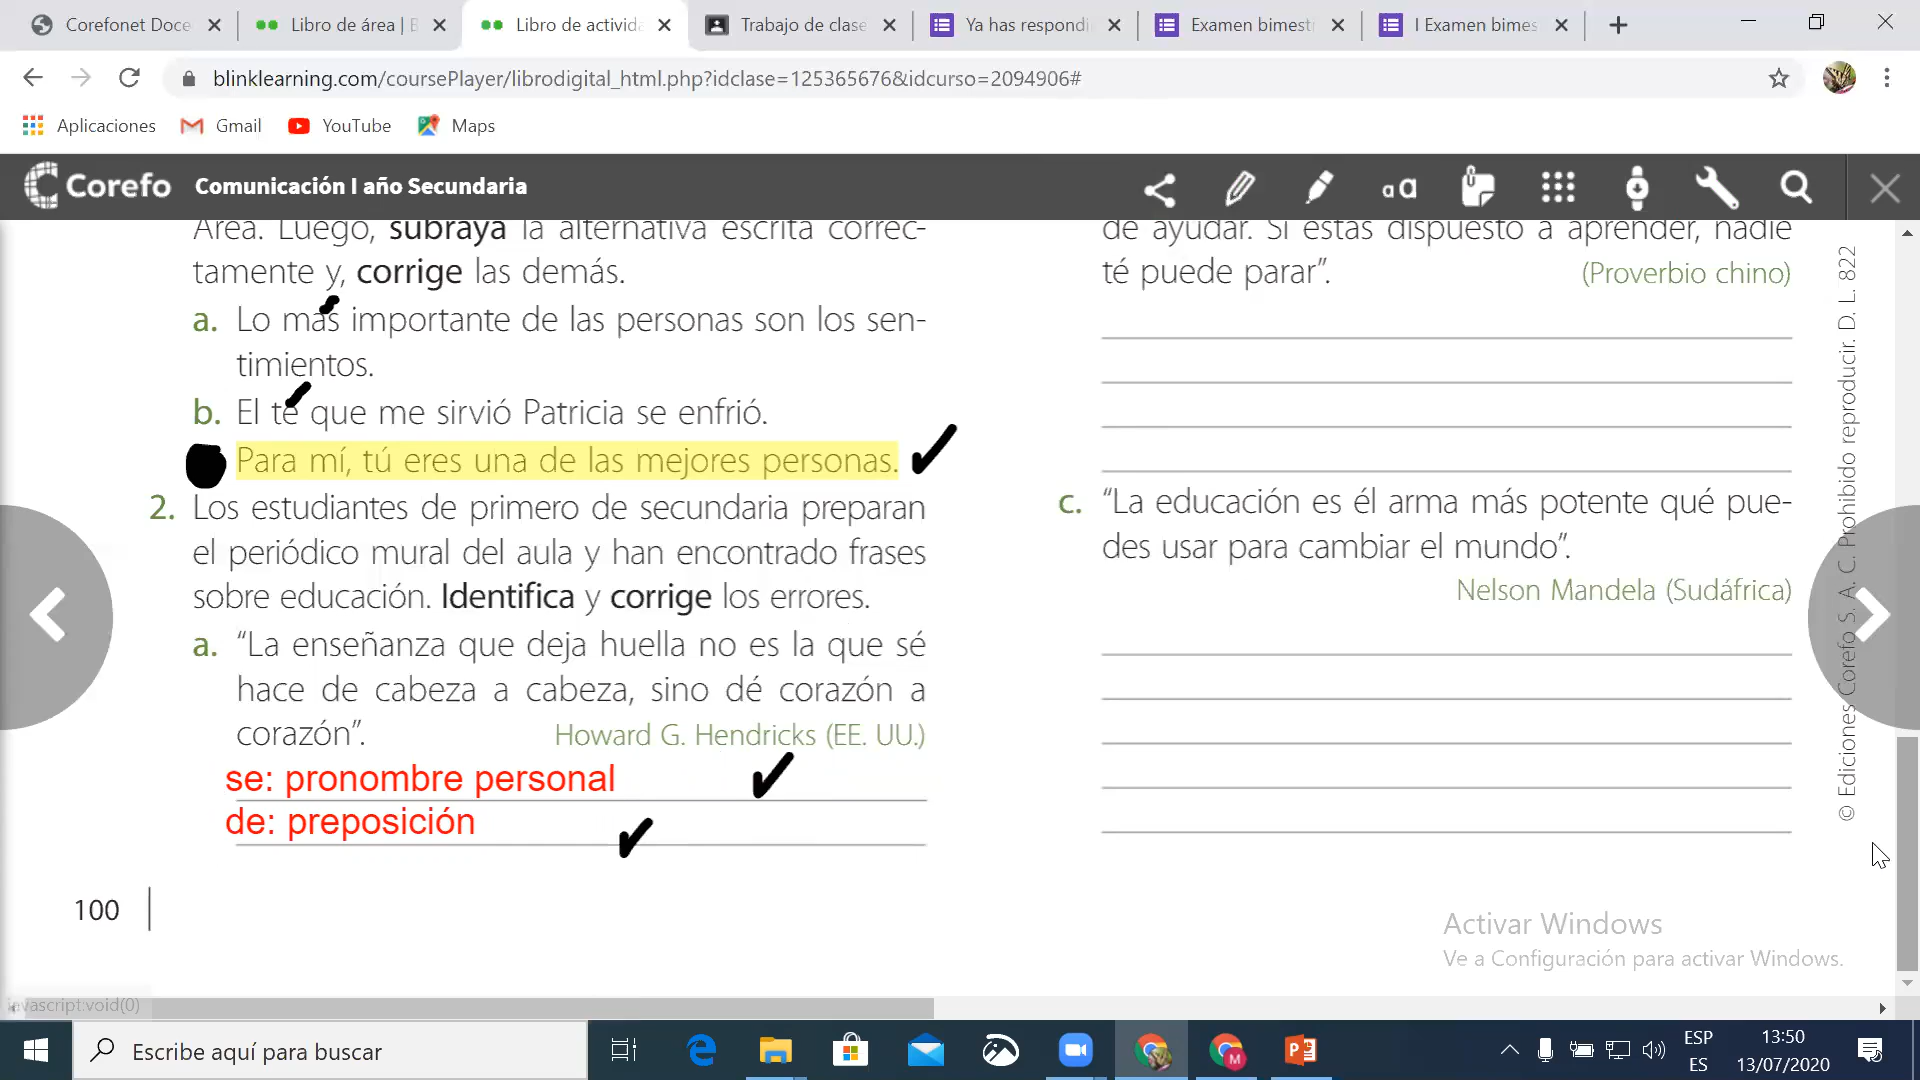 Corefonet Doce
Libro de área | B
Libro de activida
Trabajo de clase
Ya has respondi
Examen bimest
I Examen bimes
blinklearning.com/coursePlayer/librodigital_html.php?idclase=125365676&idcurso=2094906#
Aplicaciones
Gmail
YouTube
Maps
Corefo
Comunicación I año Secundaria
Área. Luego, subraya la alternativa escrita correc-
tamente y, corrige las demás.
a. Lo mas importante de las personas son los sen-
timientos.
b. El te que me sirvió Patricia se enfrió.
Para mí, tú eres una de las mejores personas.
2. Los estudiantes de primero de secundaria preparan
el periódico mural del aula y han encontrado frases
sobre educación. Identifica y corrige los errores.
a. “La enseñanza que deja huella no es la que sé
hace de cabeza a cabeza, sino dé corazón a
corazón”.
Howard G. Hendricks (EE. UU.)
se: pronombre personal
de: preposición
100
de ayudar. Si estás dispuesto a aprender, nadie
té puede parar”.
(Proverbio chino)
c. “La educación es él arma más potente qué pue-
des usar para cambiar el mundo”.
Nelson Mandela (Sudáfrica)
© Ediciones Corefo S. A. C. Prohibido reproducir. D. L. 822
Activar Windows
Ve a Configuración para activar Windows.
javascript:void(0)
Escribe aquí para buscar
ESP
ES
13:50
13/07/2020